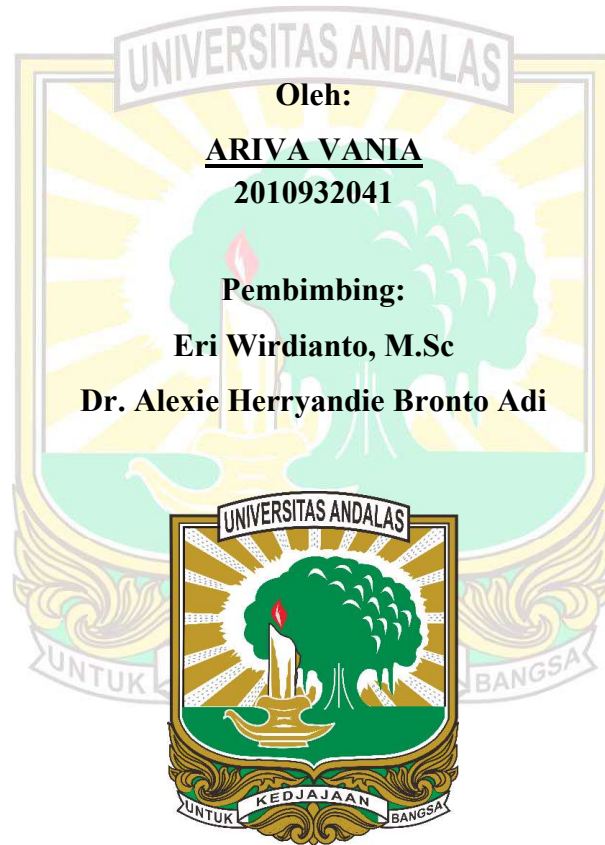 UNIVERSITAS ANDALAS
Oleh:
ARIVA VANIA
2010932041
Pembimbing:
Eri Wirdianto, M.Sc
Dr. Alexie Herryandie Bronto Adi
UNIVERSITAS ANDALAS
UNTUK BANGSA
UNTUK KEDJAJAAN BANGSA